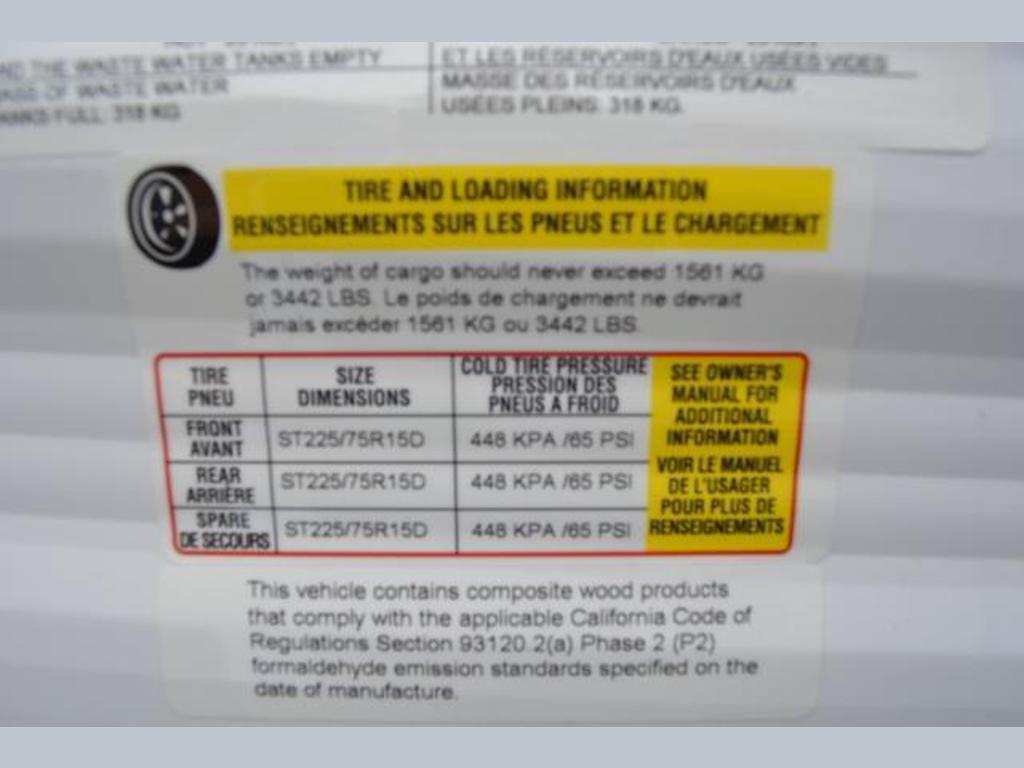 THE WASTE WATER TANKS EMPTY
OF WASTE WATER
FULL: 318 KG
ET LES RÉSERVOIRS D'EAUX USÉES VIDES
MASSE DES RÉSERVOIRS D'EAUX
USÉES PLEINS: 318 KG.
TIRE AND LOADING INFORMATION
RENSEIGNEMENTS SUR LES PNEUS ET LE CHARGEMENT
The weight of cargo should never exceed 1561 KG
or 3442 LBS. Le poids de chargement ne devrait
jamais excéder 1561 KG ou 3442 LBS.
TIRE
PNEU
SIZE
DIMENSIONS
COLD TIRE PRESSURE
PRESSION DES
PNEUS A FROID
FRONT
AVANT
ST225/75R15D
448 KPA /65 PSI
REAR
ARRIÈRE
ST225/75R15D
448 KPA /65 PSI
SPARE
DE SECOURS
ST225/75R15D
448 KPA /65 PSI
SEE OWNER'S
MANUAL FOR
ADDITIONAL
INFORMATION
VOIR LE MANUEL
DE L'USAGER
POUR PLUS DE
RENSEIGNEMENTS
This vehicle contains composite wood products
that comply with the applicable California Code of
Regulations Section 93120.2(a) Phase 2 (P2)
formaldehyde emission standards specified on the
date of manufacture.